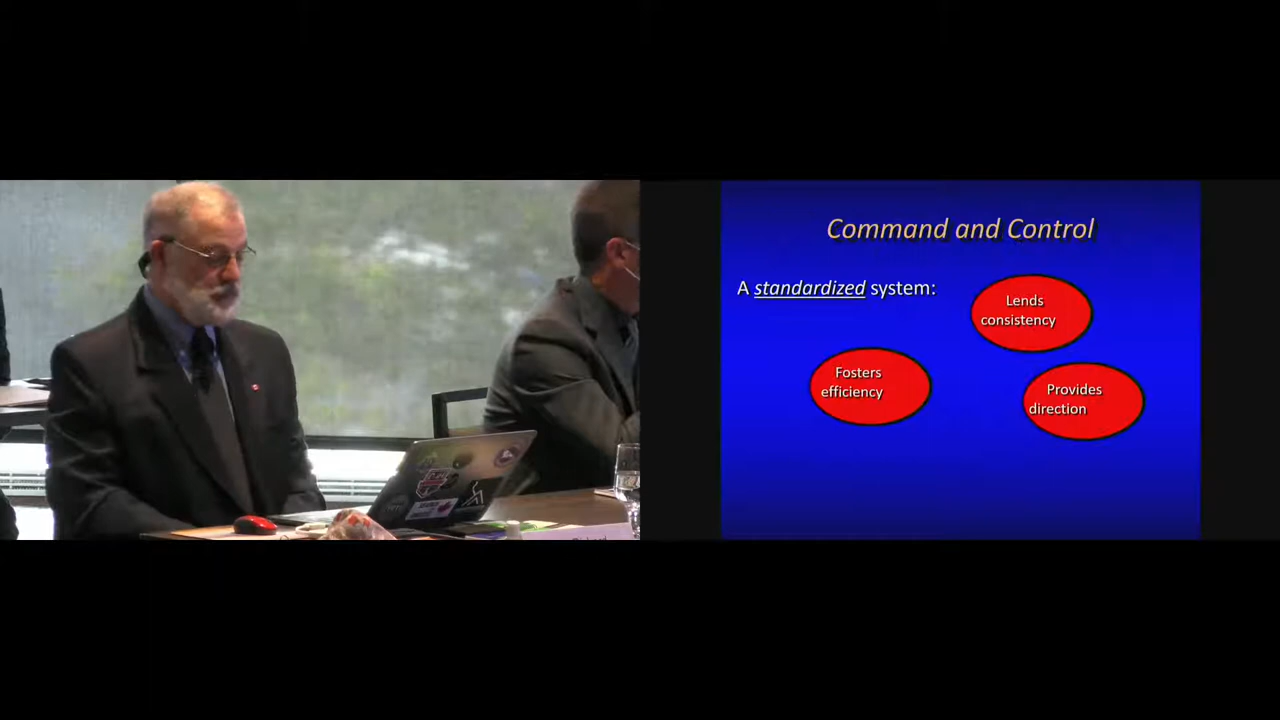 Command and Control
A standardized system:
Lends
consistency
Fosters
efficiency
Provides
direction